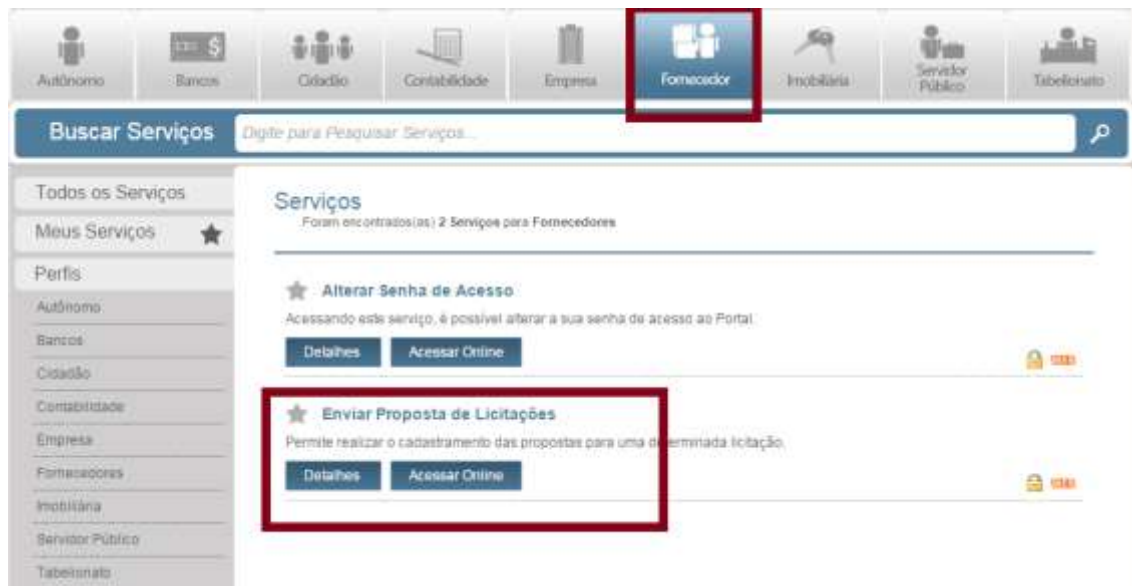 Autônomo
Bancos
Cidadão
Contabilidade
Empresa
Fornecedor
Imobiliária
Servidor
Público
Tabelionato
Buscar Serviços
Digite para Pesquisar Serviços...
Todos os Serviços
Meus Serviços
Perfis
Autônomo
Bancos
Cidadão
Contabilidade
Empresa
Fornecedores
Imobiliária
Servidor Público
Tabelionato
Serviços
Foram encontrados(as) 2 Serviços para Fornecedores
Alterar Senha de Acesso
Acessando este serviço, é possível alterar a sua senha de acesso ao Portal.
Detalhes
Acessar Online
Enviar Proposta de Licitações
Permite realizar o cadastramento das propostas para uma determinada licitação.
Detalhes
Acessar Online